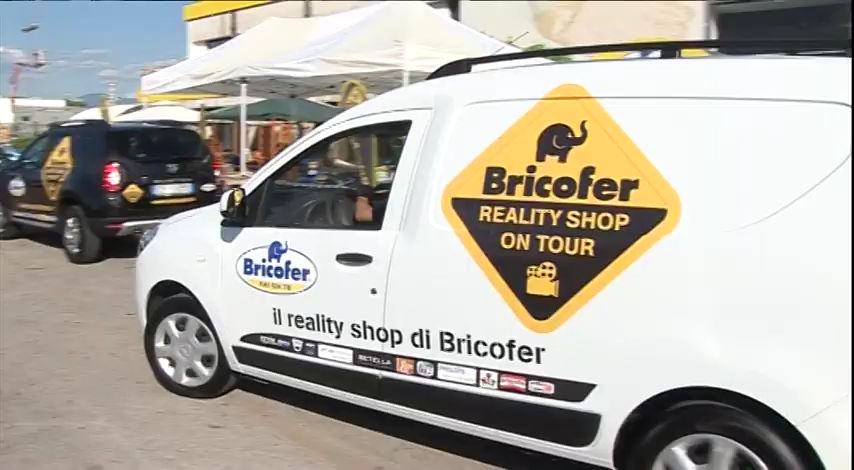 Bricofer
REALITY SHOP
ON TOUR
Bricofer
il reality shop di Bricofer